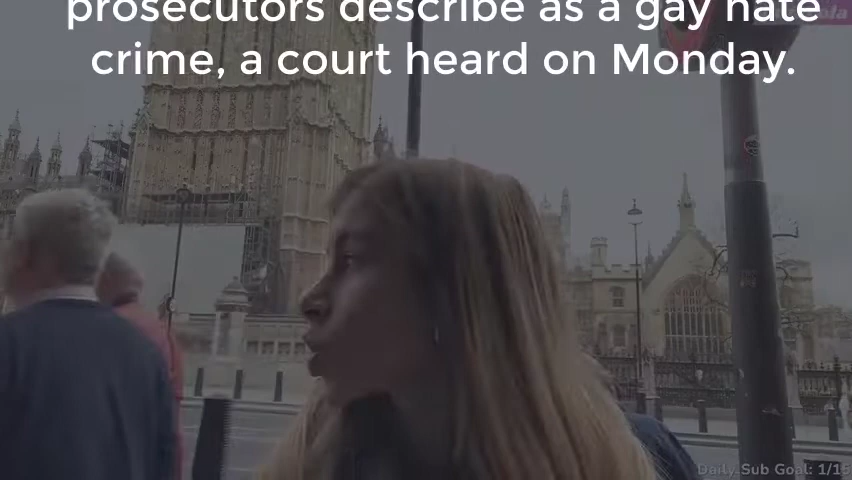 prosecutors describe as a gay hate
crime, a court heard on Monday.
Daily Sub Goal: 1/15